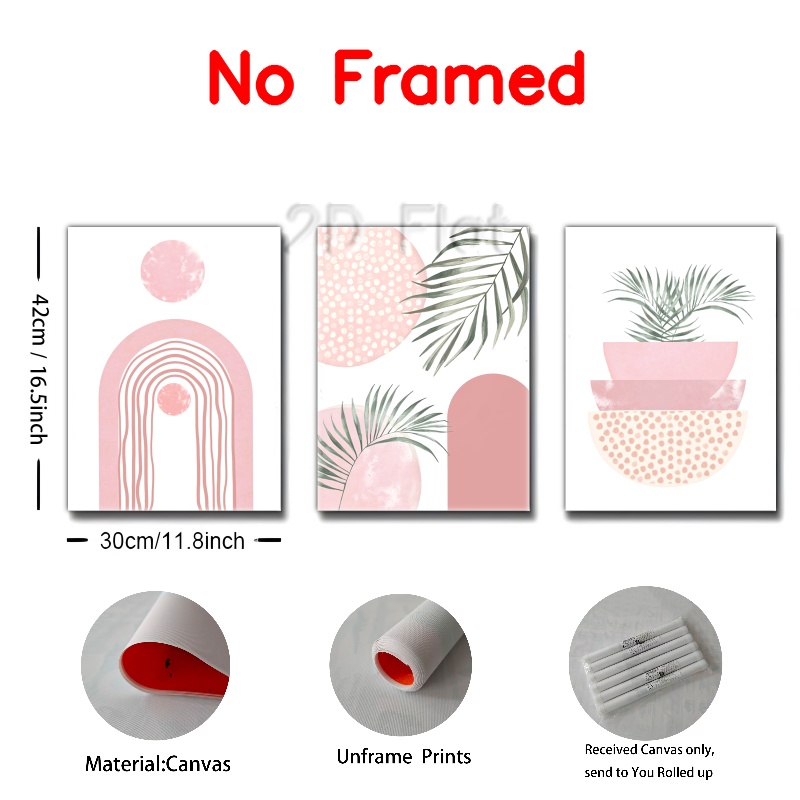 No Framed
2D Flat
42cm / 16.5inch
30cm/11.8inch
Material:Canvas
Unframe Prints
Received Canvas only,
send to You Rolled up